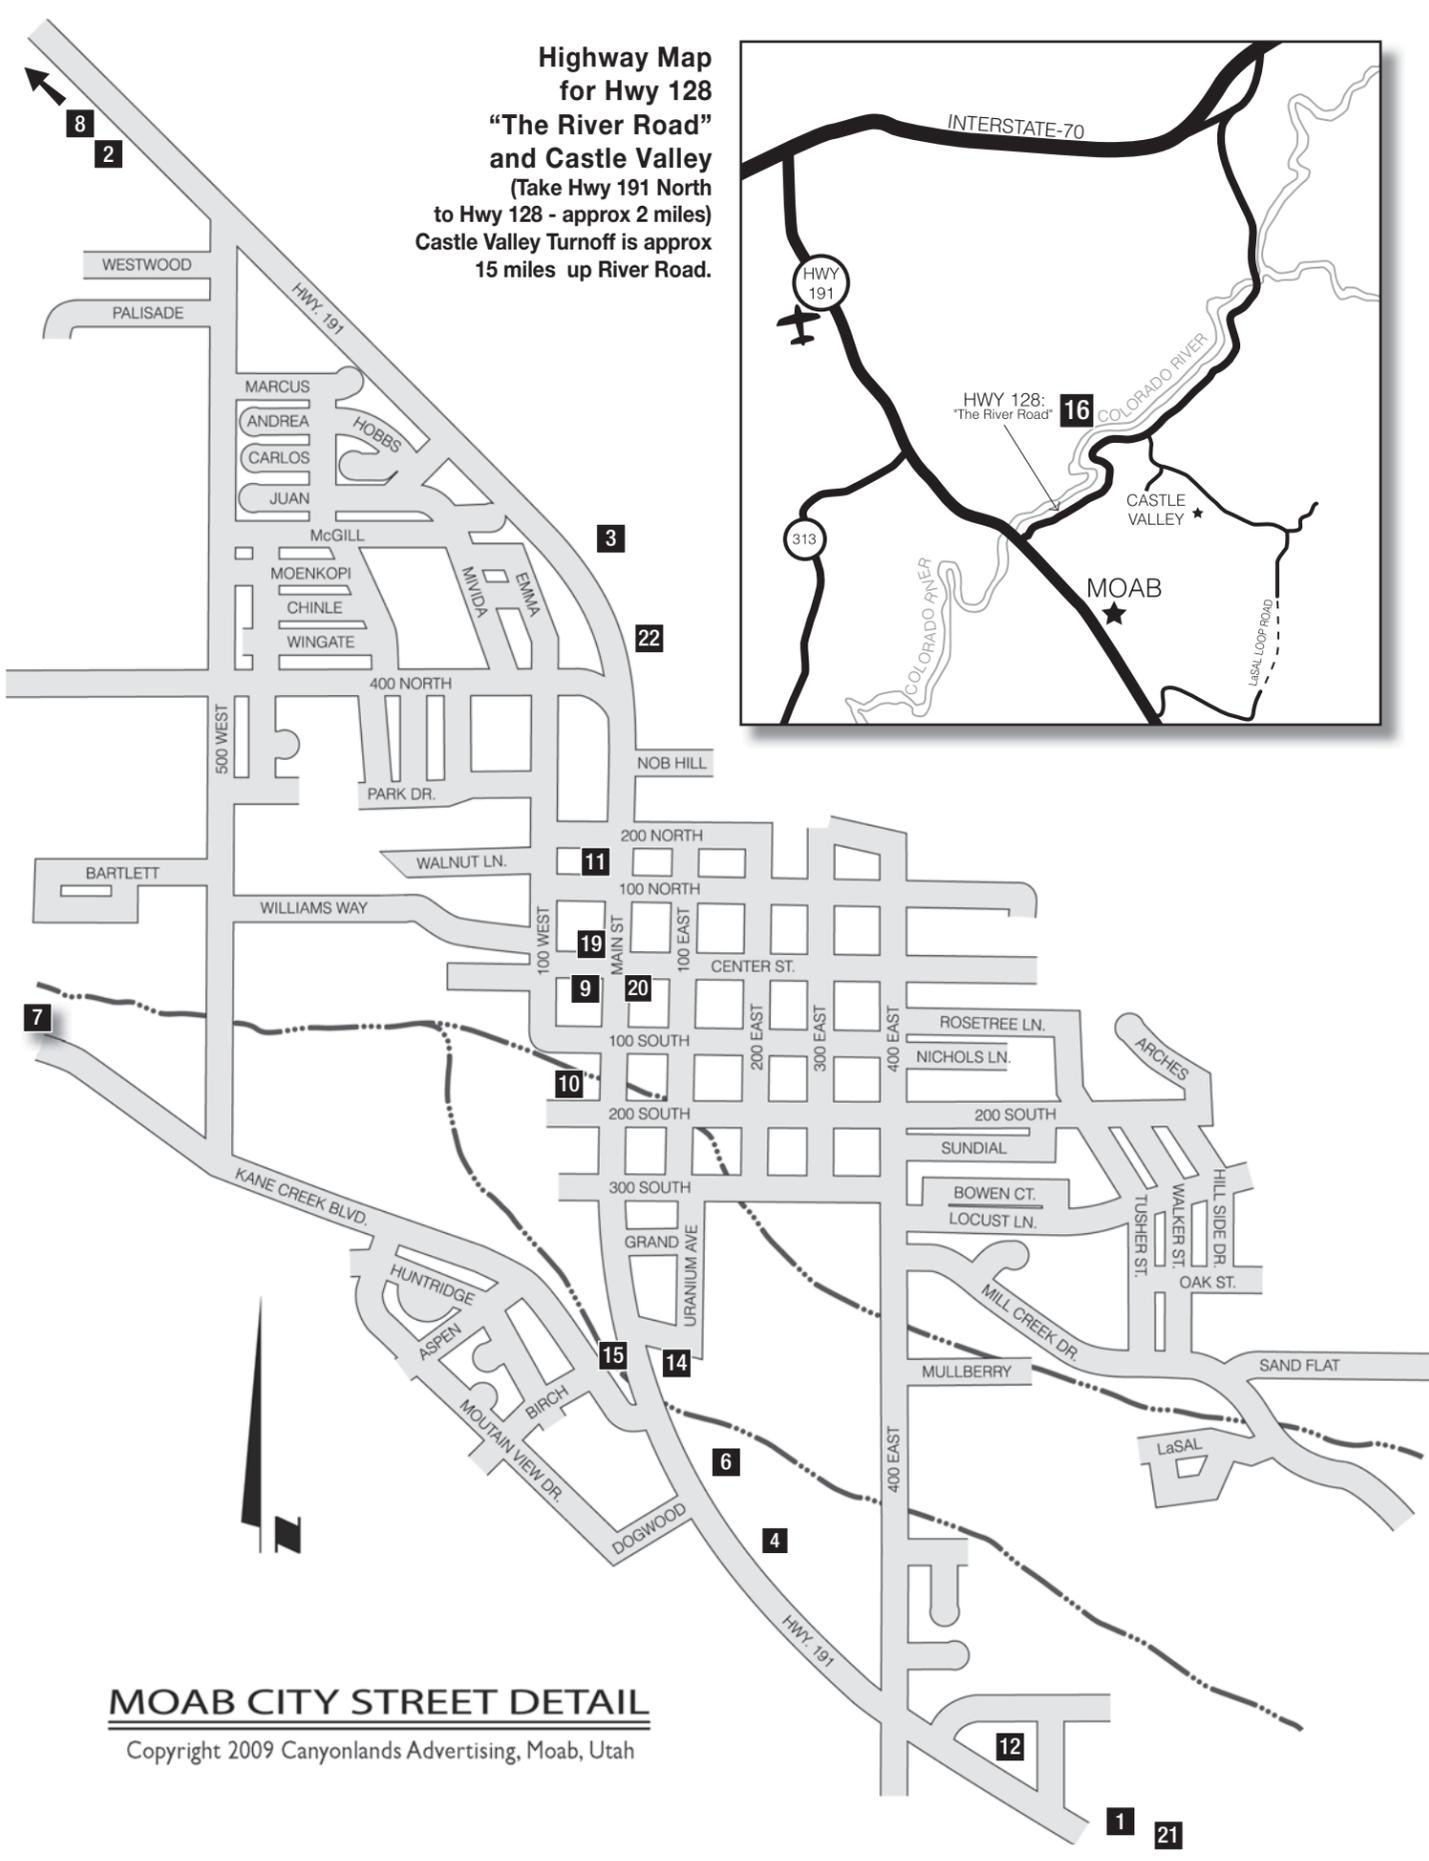 Highway Map
for Hwy 128
“The River Road”
and Castle Valley
(Take Hwy 191 North
to Hwy 128 - approx 2 miles)
Castle Valley Turnoff is approx
15 miles up River Road.
INTERSTATE-70
HWY
191
HWY 128:
"The River Road"
16
COLORADO RIVER
CASTLE
VALLEY
313
MOAB
COLORADO RIVER
LaSAL LOOP ROAD
8
2
WESTWOOD
PALISADE
HWY. 191
MARCUS
ANDREA
HOBBS
CARLOS
JUAN
McGILL
3
MOENKOPI
MIVIDA
EMMA
CHINLE
WINGATE
22
400 NORTH
500 WEST
NOB HILL
PARK DR.
200 NORTH
WALNUT LN.
11
BARTLETT
100 NORTH
WILLIAMS WAY
100 WEST
19
MAIN ST
100 EAST
CENTER ST.
9
20
7
100 SOUTH
200 EAST
300 EAST
400 EAST
ROSETREE LN.
NICHOLS LN.
ARCHES
10
200 SOUTH
200 SOUTH
SUNDIAL
KANE CREEK BLVD.
300 SOUTH
BOWEN CT.
LOCUST LN.
TUSHER ST.
WALKER ST.
HILL SIDE DR.
GRAND
URANIUM AVE
OAK ST.
HUNTRIDGE
MILL CREEK DR.
ASPEN
15
14
MULLBERRY
SAND FLAT
BIRCH
MOUTAIN VIEW DR.
6
400 EAST
LaSAL
DOGWOOD
4
HWY. 191
MOAB CITY STREET DETAIL
Copyright 2009 Canyonlands Advertising, Moab, Utah
12
1
21